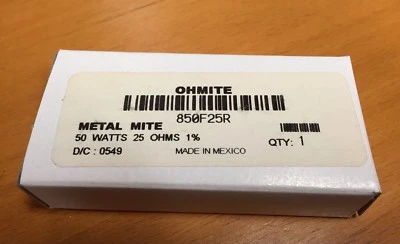 OHMITE
850F25R
METAL MITE
50 WATTS 25 OHMS 1%
D/C : 0549
MADE IN MEXICO
QTY: 1